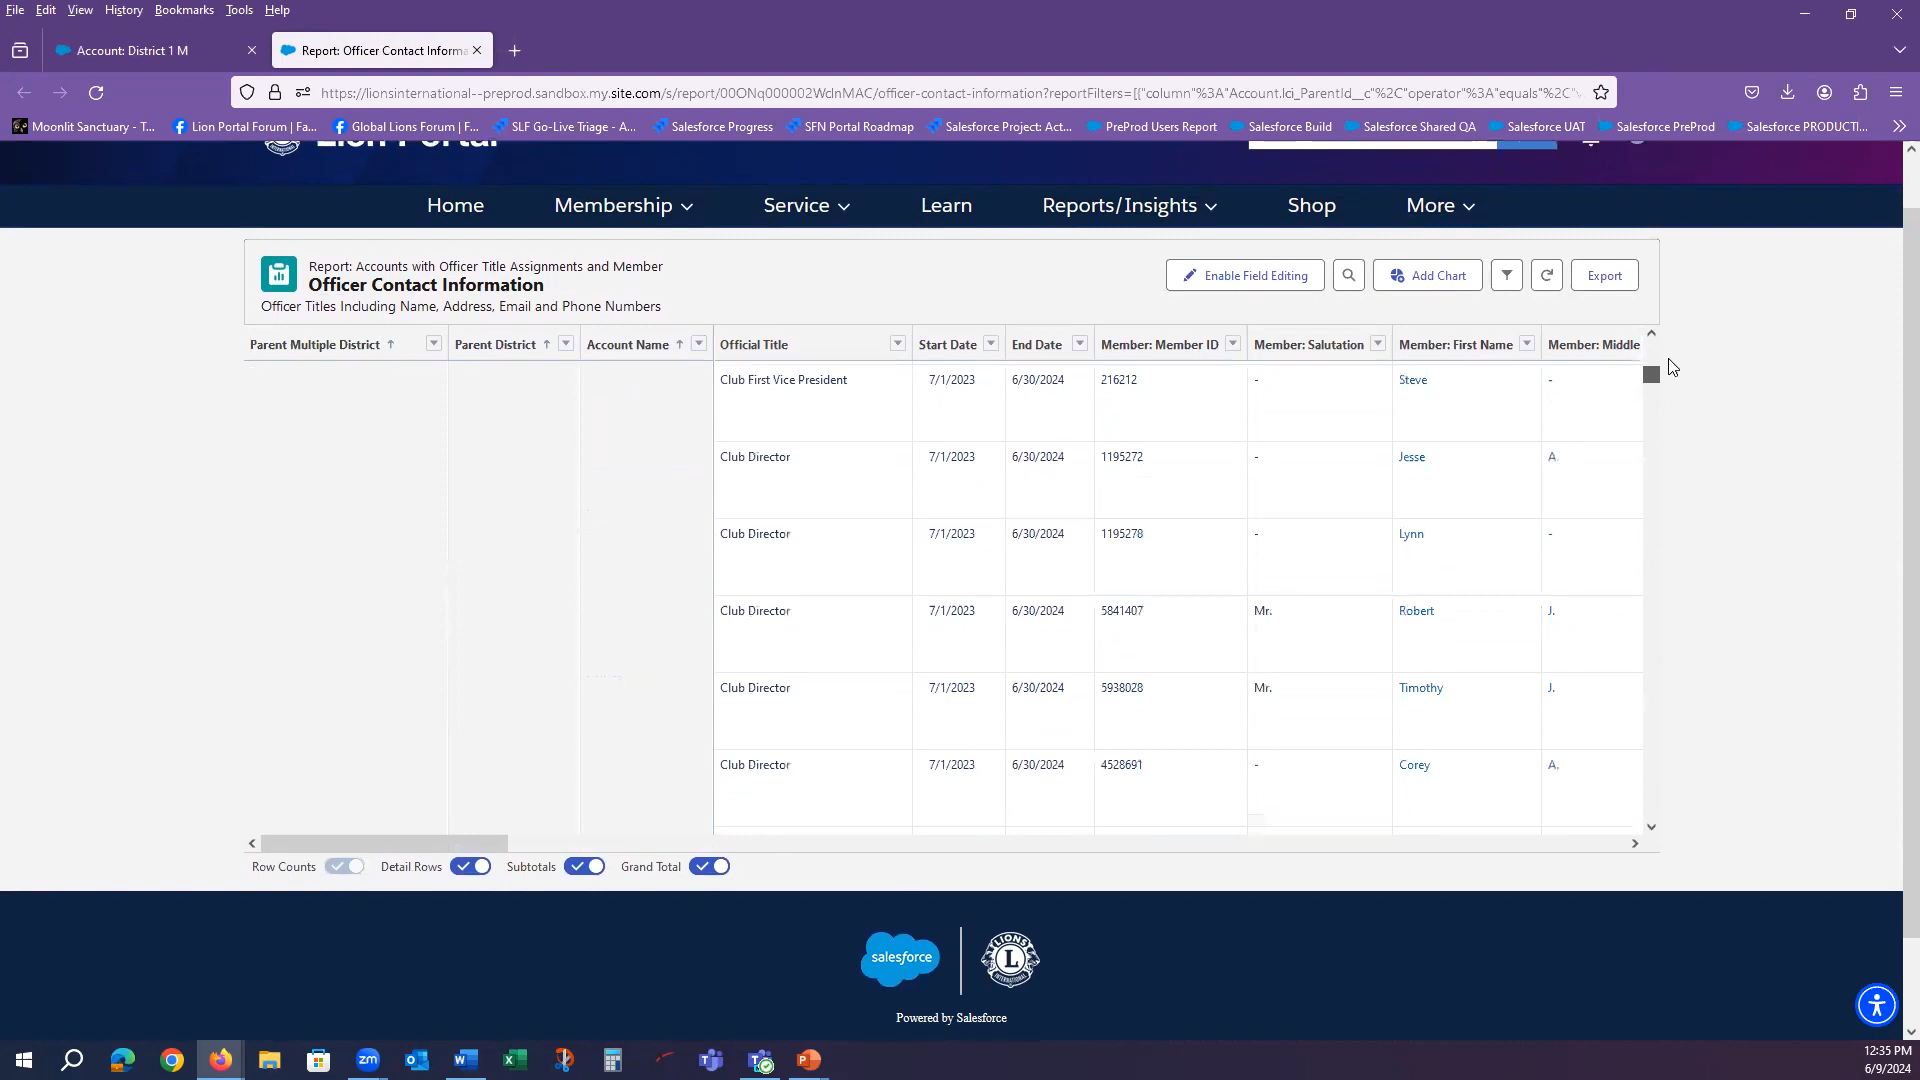 File Edit View History Bookmarks Tools Help
Account: District 1 M
Report: Officer Contact Informa
https://lionsinternational--preprod.sandbox.my.site.com/s/report/00ONq000002WdnMAC/officer-contact-information?reportFilters=[{"column"%3A"Account.lci_ParentId__c"%2C"operator"%3A"equals"%2C"
Moonlit Sanctuary - T... Lion Portal Forum | Fa... Global Lions Forum | F... SLF Go-Live Triage - A... Salesforce Progress SFN Portal Roadmap Salesforce Project: Act... PreProd Users Report Salesforce Build Salesforce Shared QA Salesforce UAT Salesforce PreProd Salesforce PRODUCTI...
Lion Portal
Home Membership Service Learn Reports/Insights Shop More
Report: Accounts with Officer Title Assignments and Member
Officer Contact Information
Officer Titles Including Name, Address, Email and Phone Numbers
Enable Field Editing Add Chart Export
Parent Multiple District ↑ Parent District ↑ Account Name ↑ Official Title Start Date End Date Member: Member ID Member: Salutation Member: First Name Member: Middle
Club First Vice President 7/1/2023 6/30/2024 216212 - Steve -
Club Director 7/1/2023 6/30/2024 1195272 - Jesse A.
Club Director 7/1/2023 6/30/2024 1195278 - Lynn -
Club Director 7/1/2023 6/30/2024 5841407 Mr. Robert J.
Club Director 7/1/2023 6/30/2024 5938028 Mr. Timothy J.
Club Director 7/1/2023 6/30/2024 4528691 - Corey A.
Row Counts Detail Rows Subtotals Grand Total
salesforce
LIONS
L
INTERNATIONAL
Powered by Salesforce
12:35 PM
6/9/2024